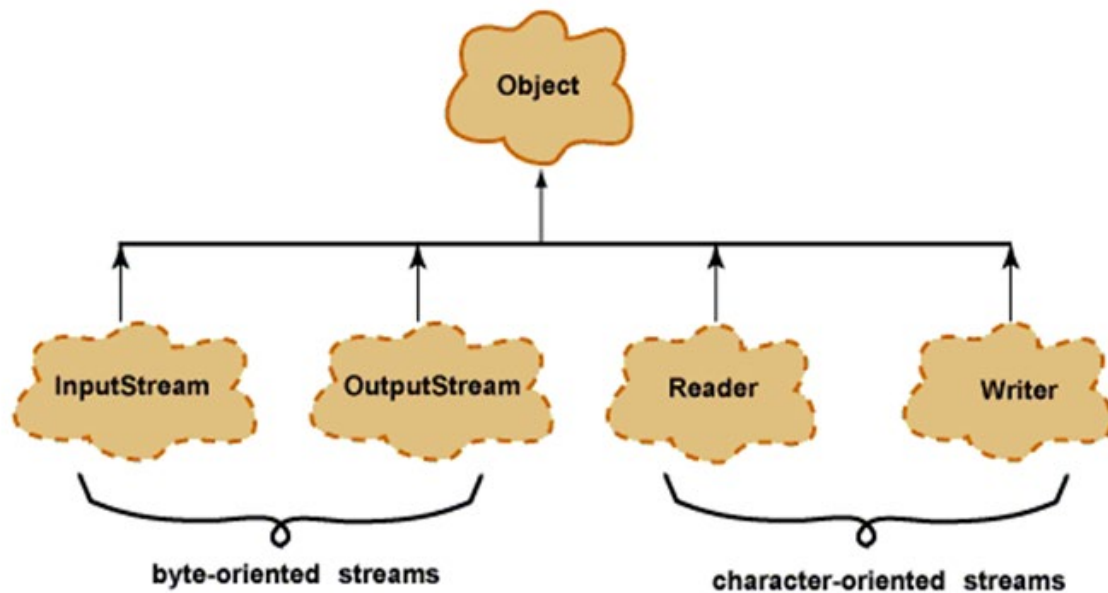 Object
InputStream
OutputStream
Reader
Writer
byte-oriented streams
character-oriented streams